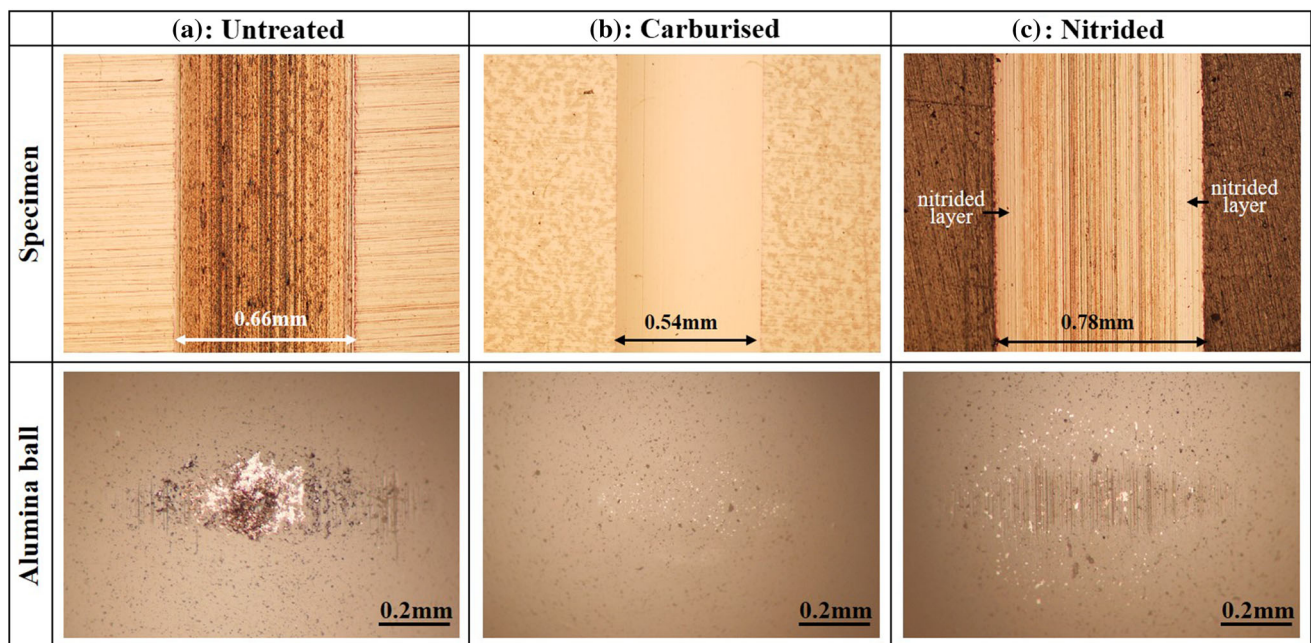 (a): Untreated
(b): Carburised
(c): Nitrided
Specimen
0.66mm
0.54mm
nitrided
layer
nitrided
layer
0.78mm
Alumina ball
0.2mm
0.2mm
0.2mm